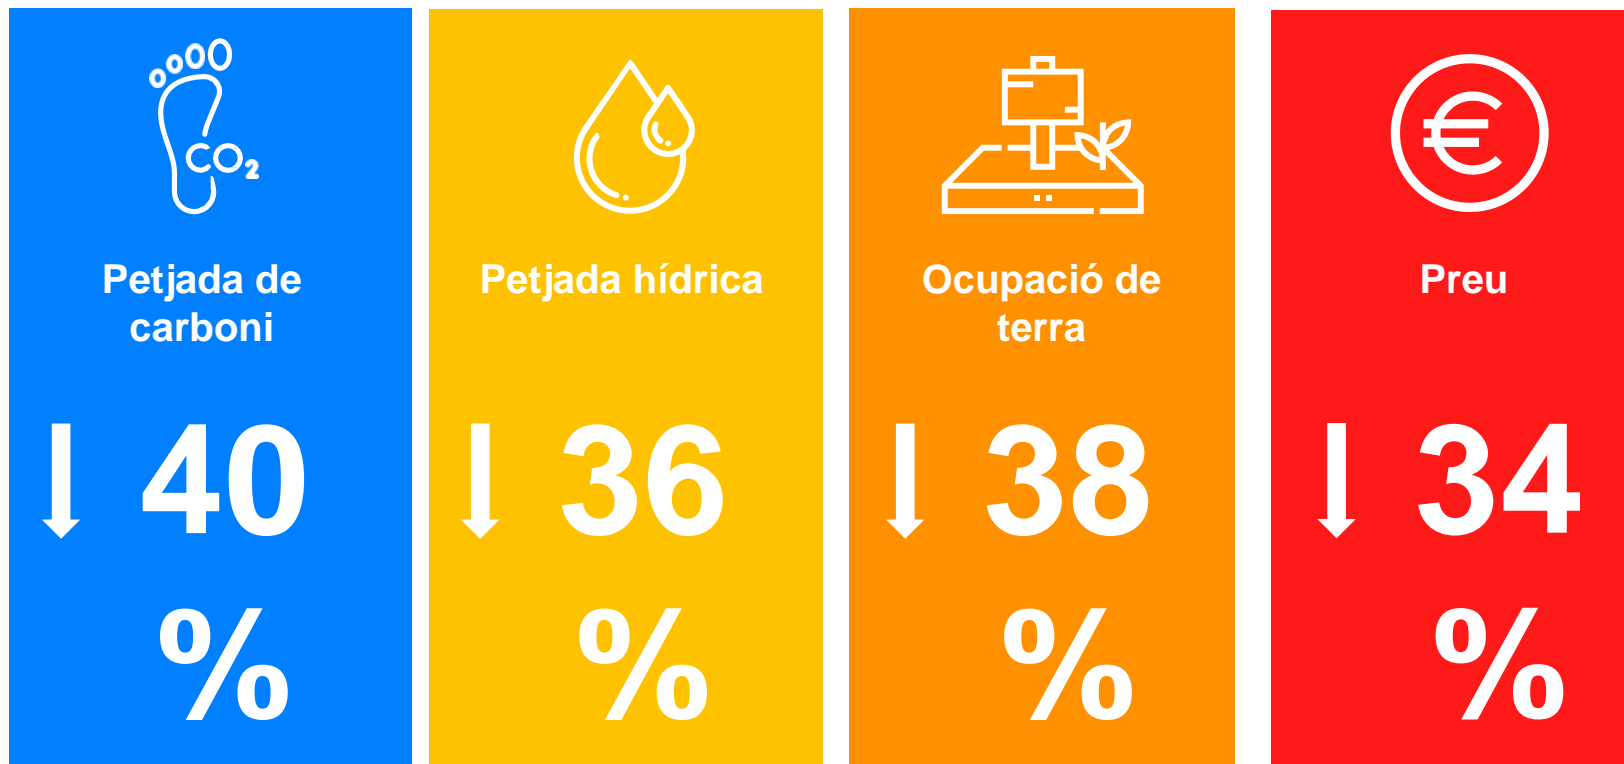 CO2
Petjada de
carboni
40
%
Petjada hídrica
36
%
Ocupació de
terra
38
%
€
Preu
34
%